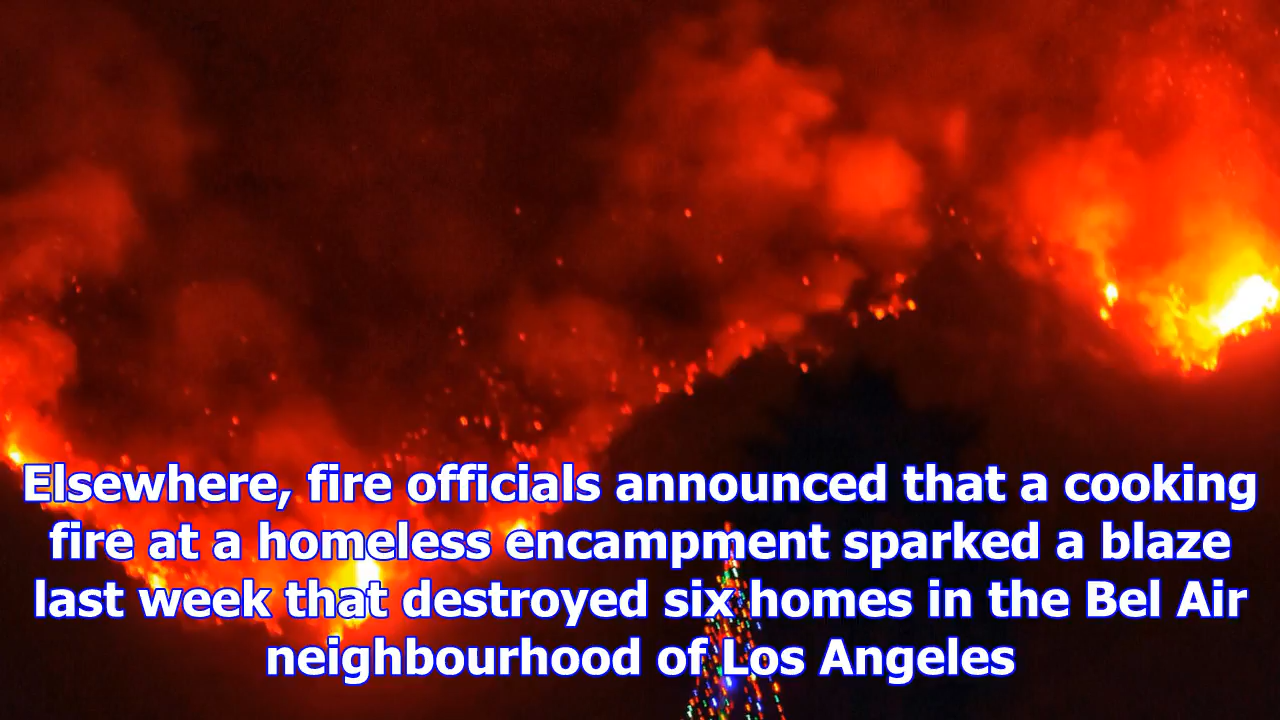 Elsewhere, fire officials announced that a cooking
fire at a homeless encampment sparked a blaze
last week that destroyed six homes in the Bel Air
neighbourhood of Los Angeles